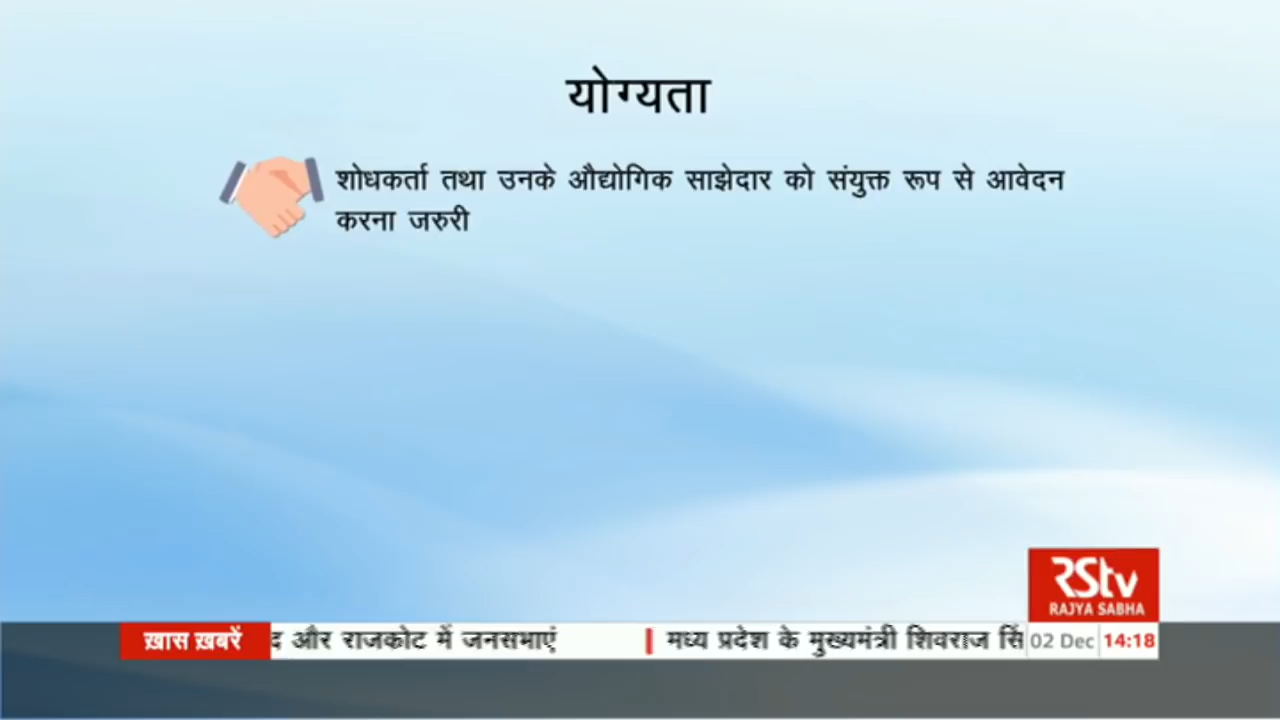 योग्यता
शोधकर्ता तथा उनके औद्योगिक साझेदार को संयुक्त रूप से आवेदन
करना जरुरी
RStv
RAJYA SABHA
ख़ास ख़बरें द और राजकोट में जनसभाएं मध्य प्रदेश के मुख्यमंत्री शिवराज सिं 02 Dec 14:18